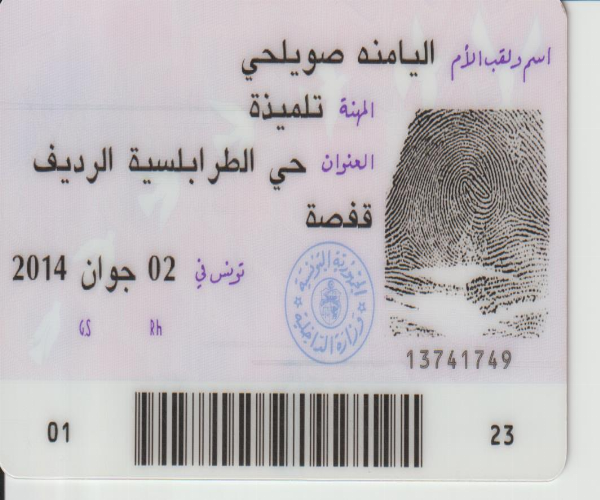 اسم ولقب الأم اليامنه صويلحي
المهنة تلميذة
العنوان حي الطرابلسية الرديف
قفصة
تونس في 02 جوان 2014
الجمهورية التونسية
وزارة الداخلية
GS Rh
13741749
01 23